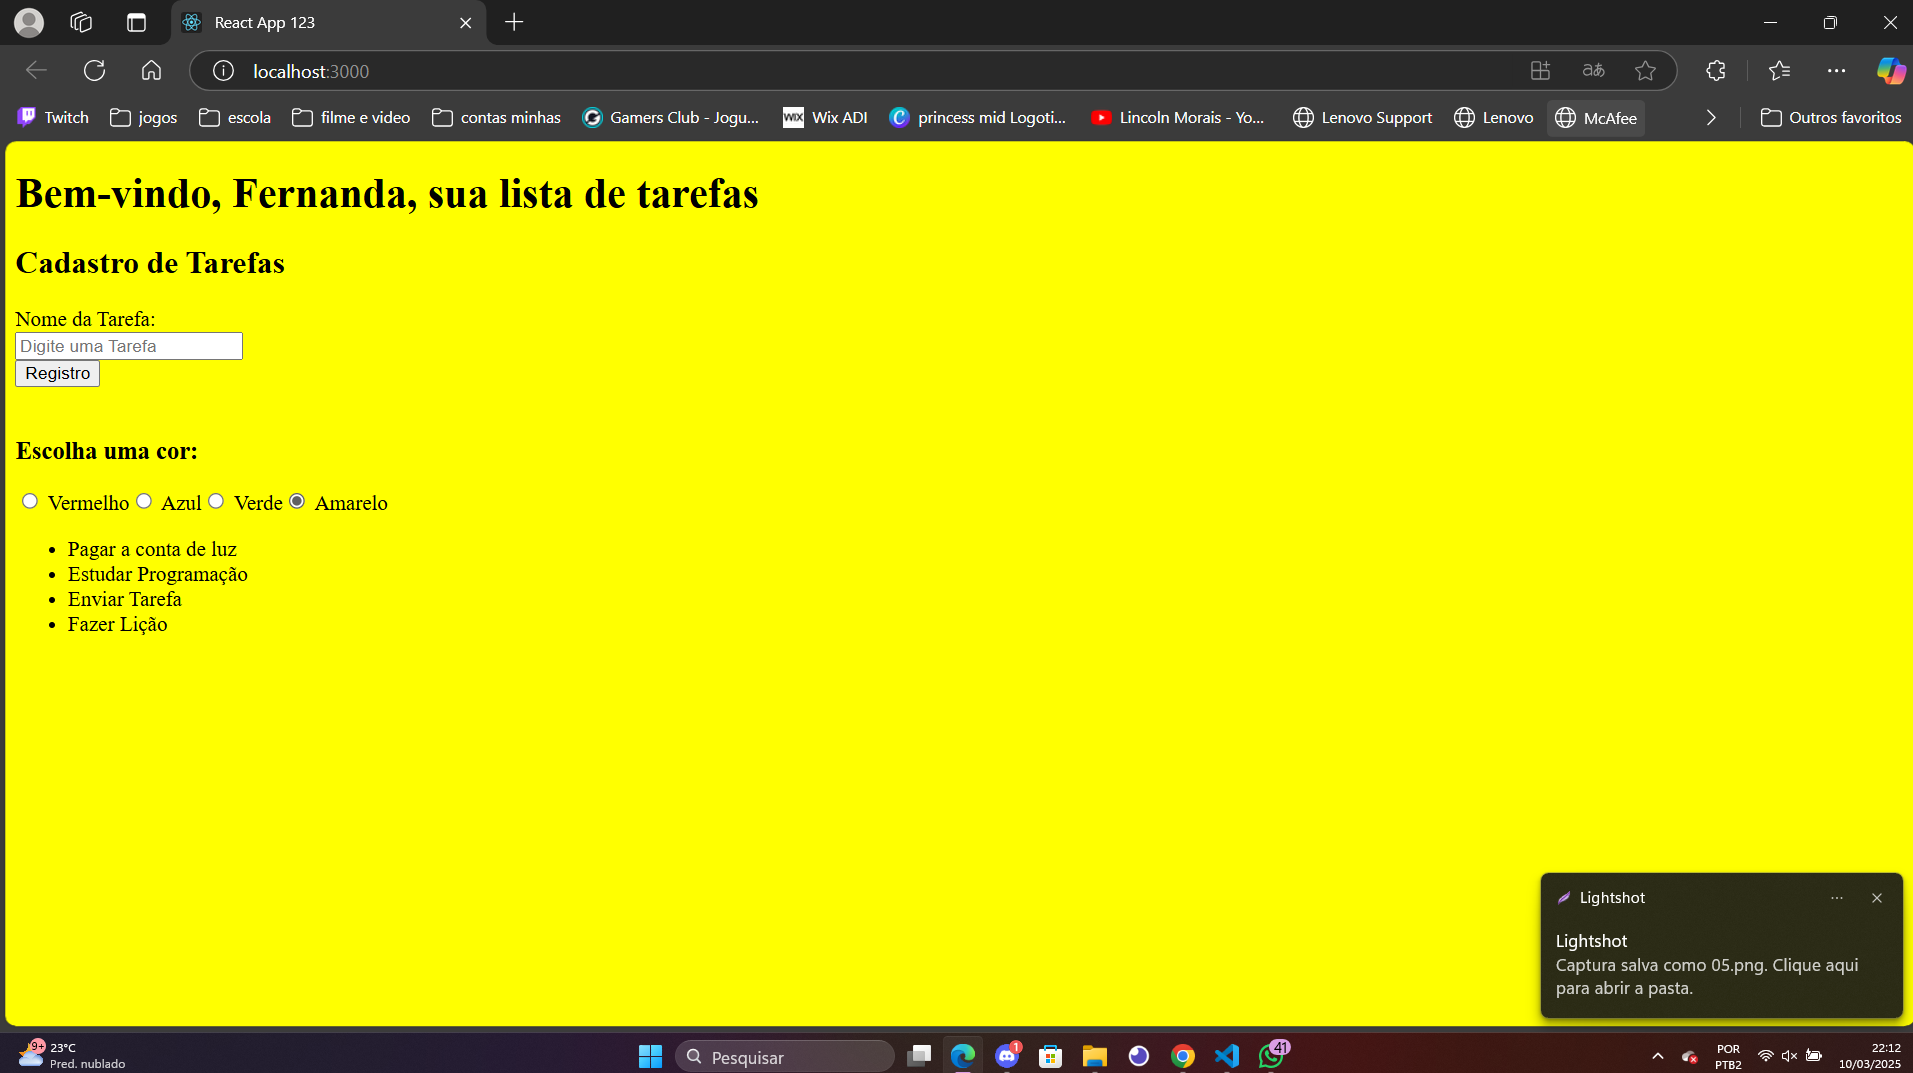 React App 123
localhost:3000
Twitch jogos escola filme e video contas minhas Gamers Club - Jogu... WIX Wix ADI princess mid Logoti... Lincoln Morais - Yo... Lenovo Support Lenovo McAfee Outros favoritos
Bem-vindo, Fernanda, sua lista de tarefas
Cadastro de Tarefas
Nome da Tarefa:
Digite uma Tarefa
Registro
Escolha uma cor:
Vermelho Azul Verde Amarelo
Pagar a conta de luz
Estudar Programação
Enviar Tarefa
Fazer Lição
Lightshot
Lightshot
Captura salva como 05.png. Clique aqui
para abrir a pasta.
9+ 23°C
Pred. nublado
Pesquisar
1
41
POR
PTB2
22:12
10/03/2025